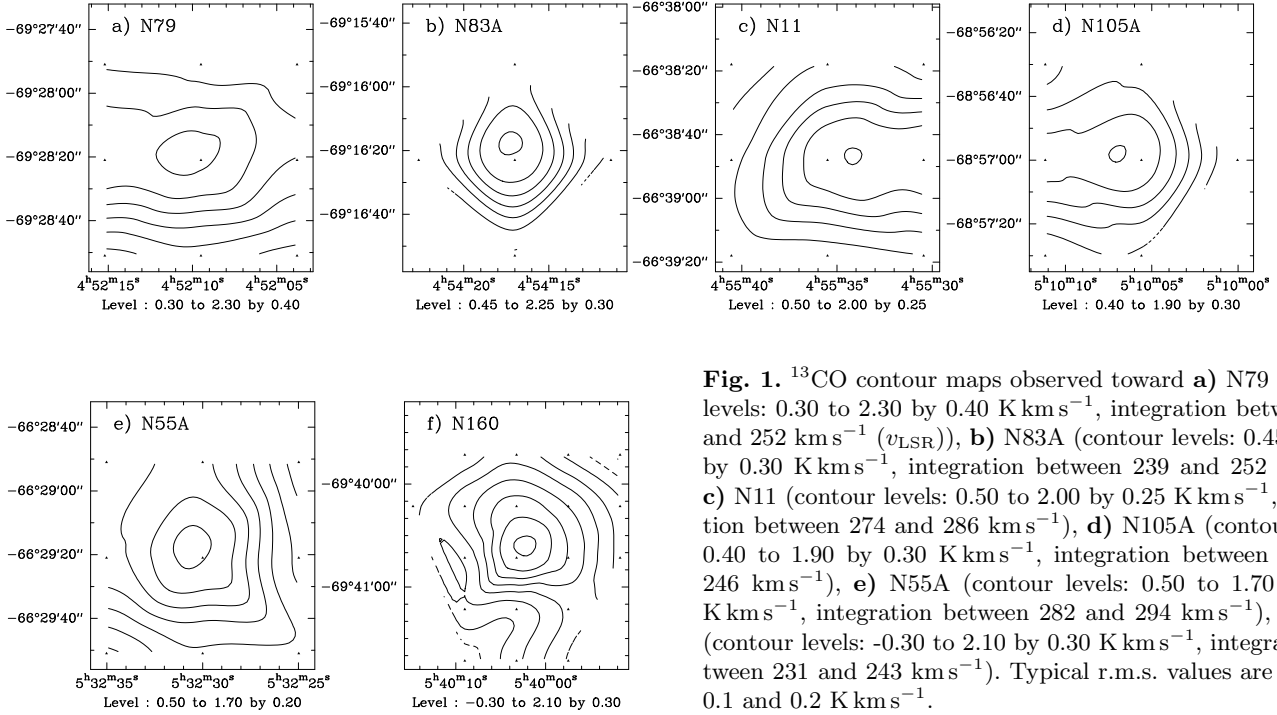 a) N79
−69°27′40″
−69°28′00″
−69°28′20″
−69°28′40″
4ʰ52ᵐ15ˢ 4ʰ52ᵐ10ˢ 4ʰ52ᵐ05ˢ
Level : 0.30 to 2.30 by 0.40
b) N83A
−69°15′40″
−69°16′00″
−69°16′20″
−69°16′40″
4ʰ54ᵐ20ˢ 4ʰ54ᵐ15ˢ
Level : 0.45 to 2.25 by 0.30
c) N11
−66°38′00″
−66°38′20″
−66°38′40″
−66°39′00″
−66°39′20″
4ʰ55ᵐ40ˢ 4ʰ55ᵐ35ˢ 4ʰ55ᵐ30ˢ
Level : 0.50 to 2.00 by 0.25
d) N105A
−68°56′20″
−68°56′40″
−68°57′00″
−68°57′20″
5ʰ10ᵐ10ˢ 5ʰ10ᵐ05ˢ 5ʰ10ᵐ00ˢ
Level : 0.40 to 1.90 by 0.30
e) N55A
−66°28′40″
−66°29′00″
−66°29′20″
−66°29′40″
5ʰ32ᵐ35ˢ 5ʰ32ᵐ30ˢ 5ʰ32ᵐ25ˢ
Level : 0.50 to 1.70 by 0.20
f) N160
−69°40′00″
−69°41′00″
5ʰ40ᵐ10ˢ 5ʰ40ᵐ00ˢ
Level : −0.30 to 2.10 by 0.30
Fig. 1. ¹³CO contour maps observed toward a) N79
levels: 0.30 to 2.30 by 0.40 K km s⁻¹, integration betw
and 252 km s⁻¹ (v_LSR)), b) N83A (contour levels: 0.45
by 0.30 K km s⁻¹, integration between 239 and 252
c) N11 (contour levels: 0.50 to 2.00 by 0.25 K km s⁻¹,
tion between 274 and 286 km s⁻¹), d) N105A (contou
0.40 to 1.90 by 0.30 K km s⁻¹, integration between
246 km s⁻¹), e) N55A (contour levels: 0.50 to 1.70
K km s⁻¹, integration between 282 and 294 km s⁻¹),
(contour levels: -0.30 to 2.10 by 0.30 K km s⁻¹, integra
tween 231 and 243 km s⁻¹). Typical r.m.s. values are
0.1 and 0.2 K km s⁻¹.